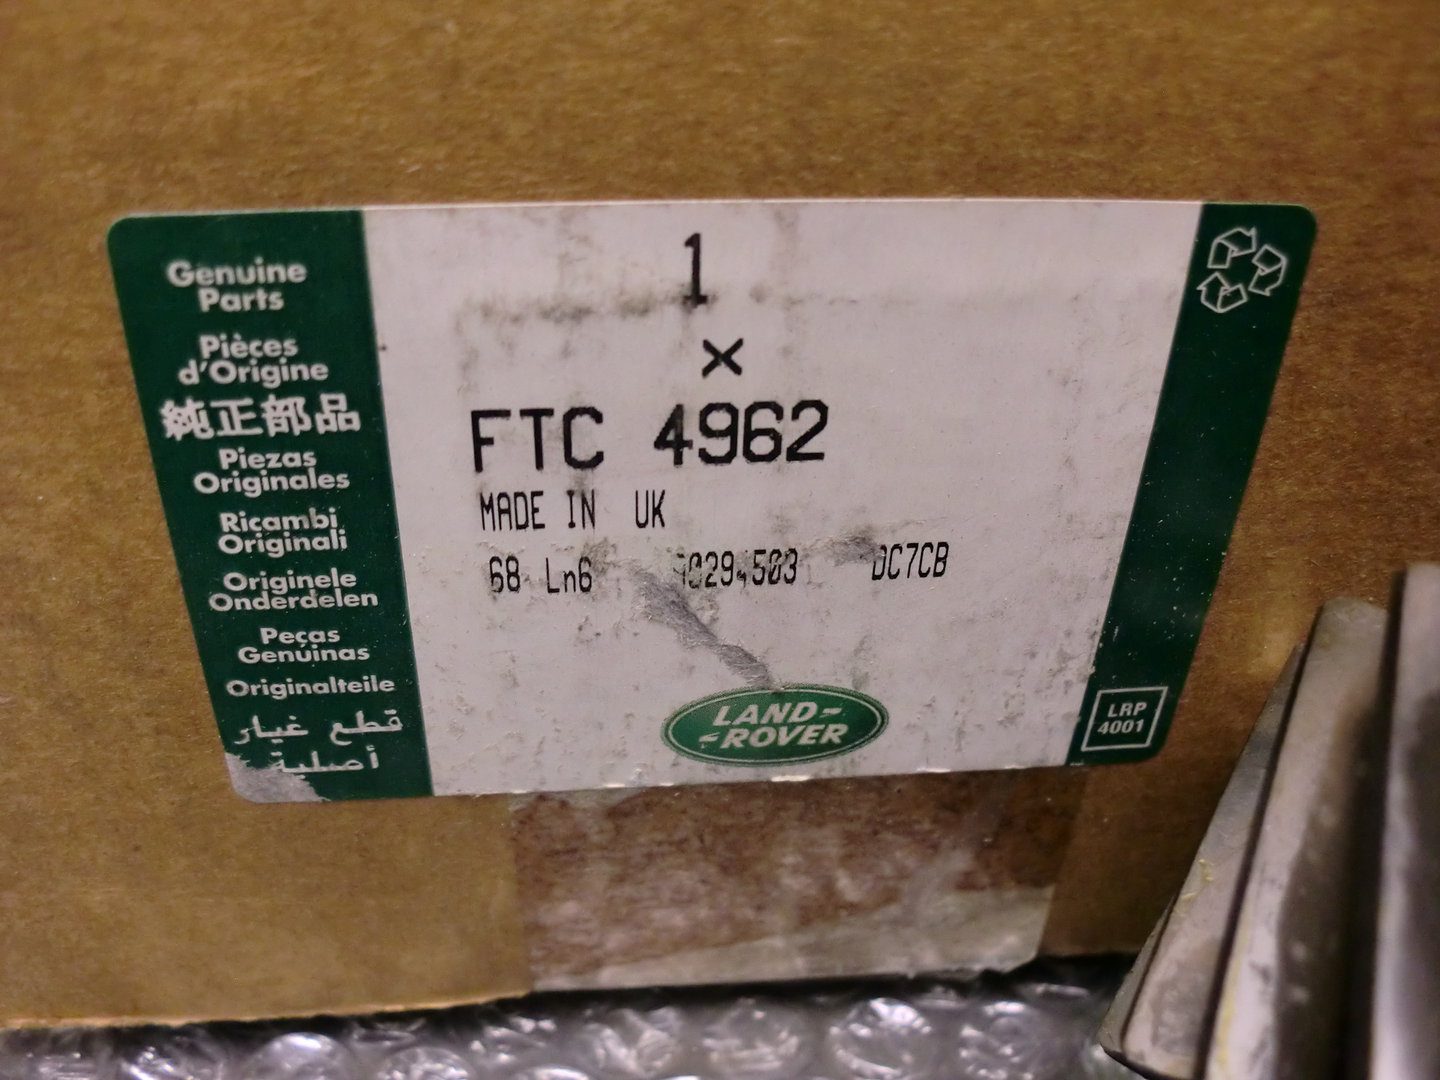 Genuine
Parts
Pièces
d'Origine
純正部品
Piezas
Originales
Ricambi
Originali
Originele
Onderdelen
Peças
Genuinas
Originalteile
قطع غيار
أصلية
1
×
FTC 4962
MADE IN UK
68 Ln6 DC7CB
LAND-
-ROVER
LRP
4001